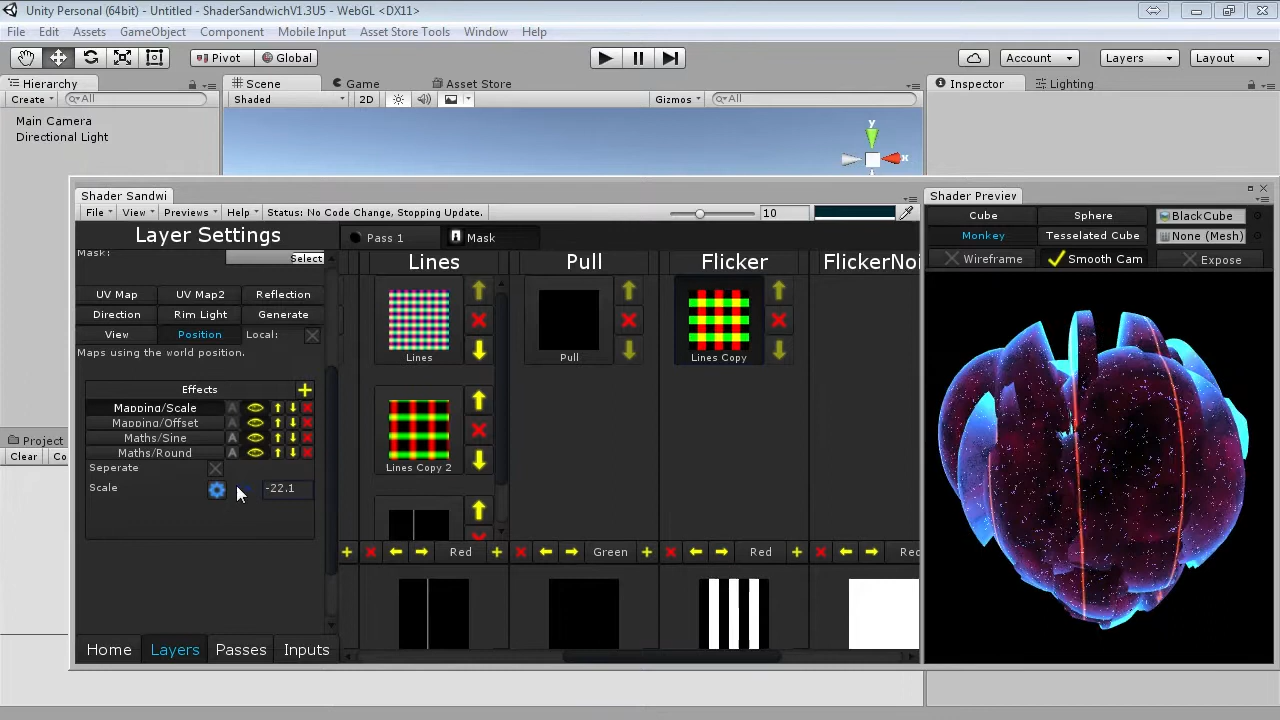 Unity Personal (64bit) - Untitled - ShaderSandwichV1.3U5 - WebGL <DX11>
File Edit Assets GameObject Component Mobile Input Asset Store Tools Window Help
Pivot Global Account Layers Layout
Hierarchy Scene Game Asset Store Inspector Lighting
Create All Shaded 2D Gizmos All
Main Camera
Directional Light
y
x
Shader Sandwi Shader Preview
File View Previews Help Status: No Code Change, Stopping Update. 10
Cube Sphere BlackCube
Layer Settings Pass 1 Mask Monkey Tesselated Cube None (Mesh)
Mask: Select Lines Pull Flicker FlickerNoi Wireframe Smooth Cam Expose
UV Map UV Map2 Reflection
Direction Rim Light Generate
View Position Local:
Maps using the world position.
Lines Pull Lines Copy
Effects
Mapping/Scale A
Mapping/Offset A
Maths/Sine A
Maths/Round A
Project
Clear Co
Seperate
Lines Copy 2
Scale -22.1
Red Green Red Red
Home Layers Passes Inputs